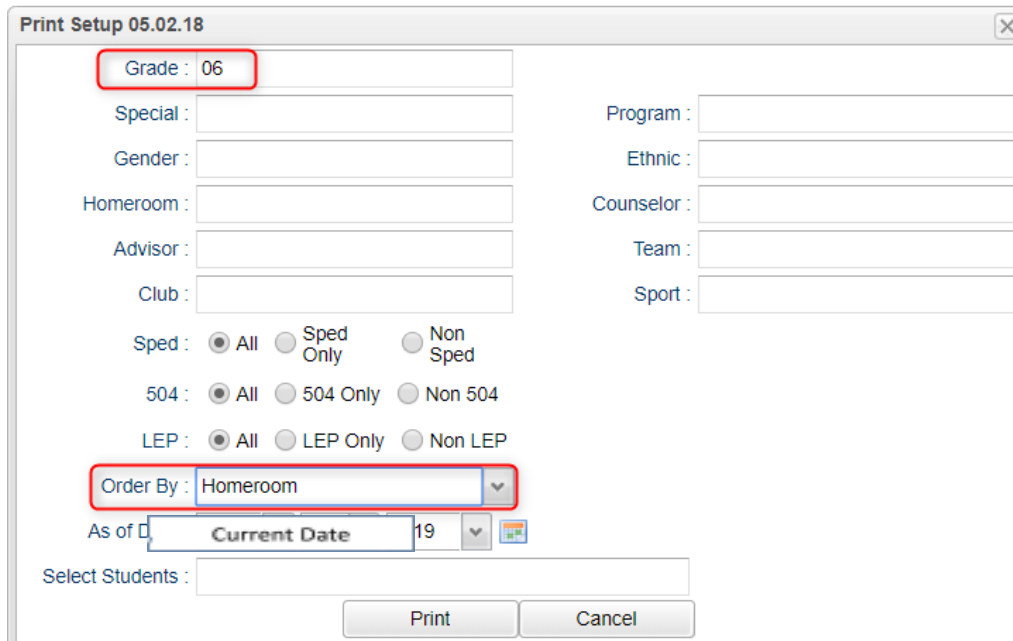 Print Setup 05.02.18
Grade : 06
Special : Program :
Gender : Ethnic :
Homeroom : Counselor :
Advisor : Team :
Club : Sport :
Sped : All Sped Only Non Sped
504 : All 504 Only Non 504
LEP : All LEP Only Non LEP
Order By : Homeroom
As of Current Date 19
Select Students :
Print Cancel